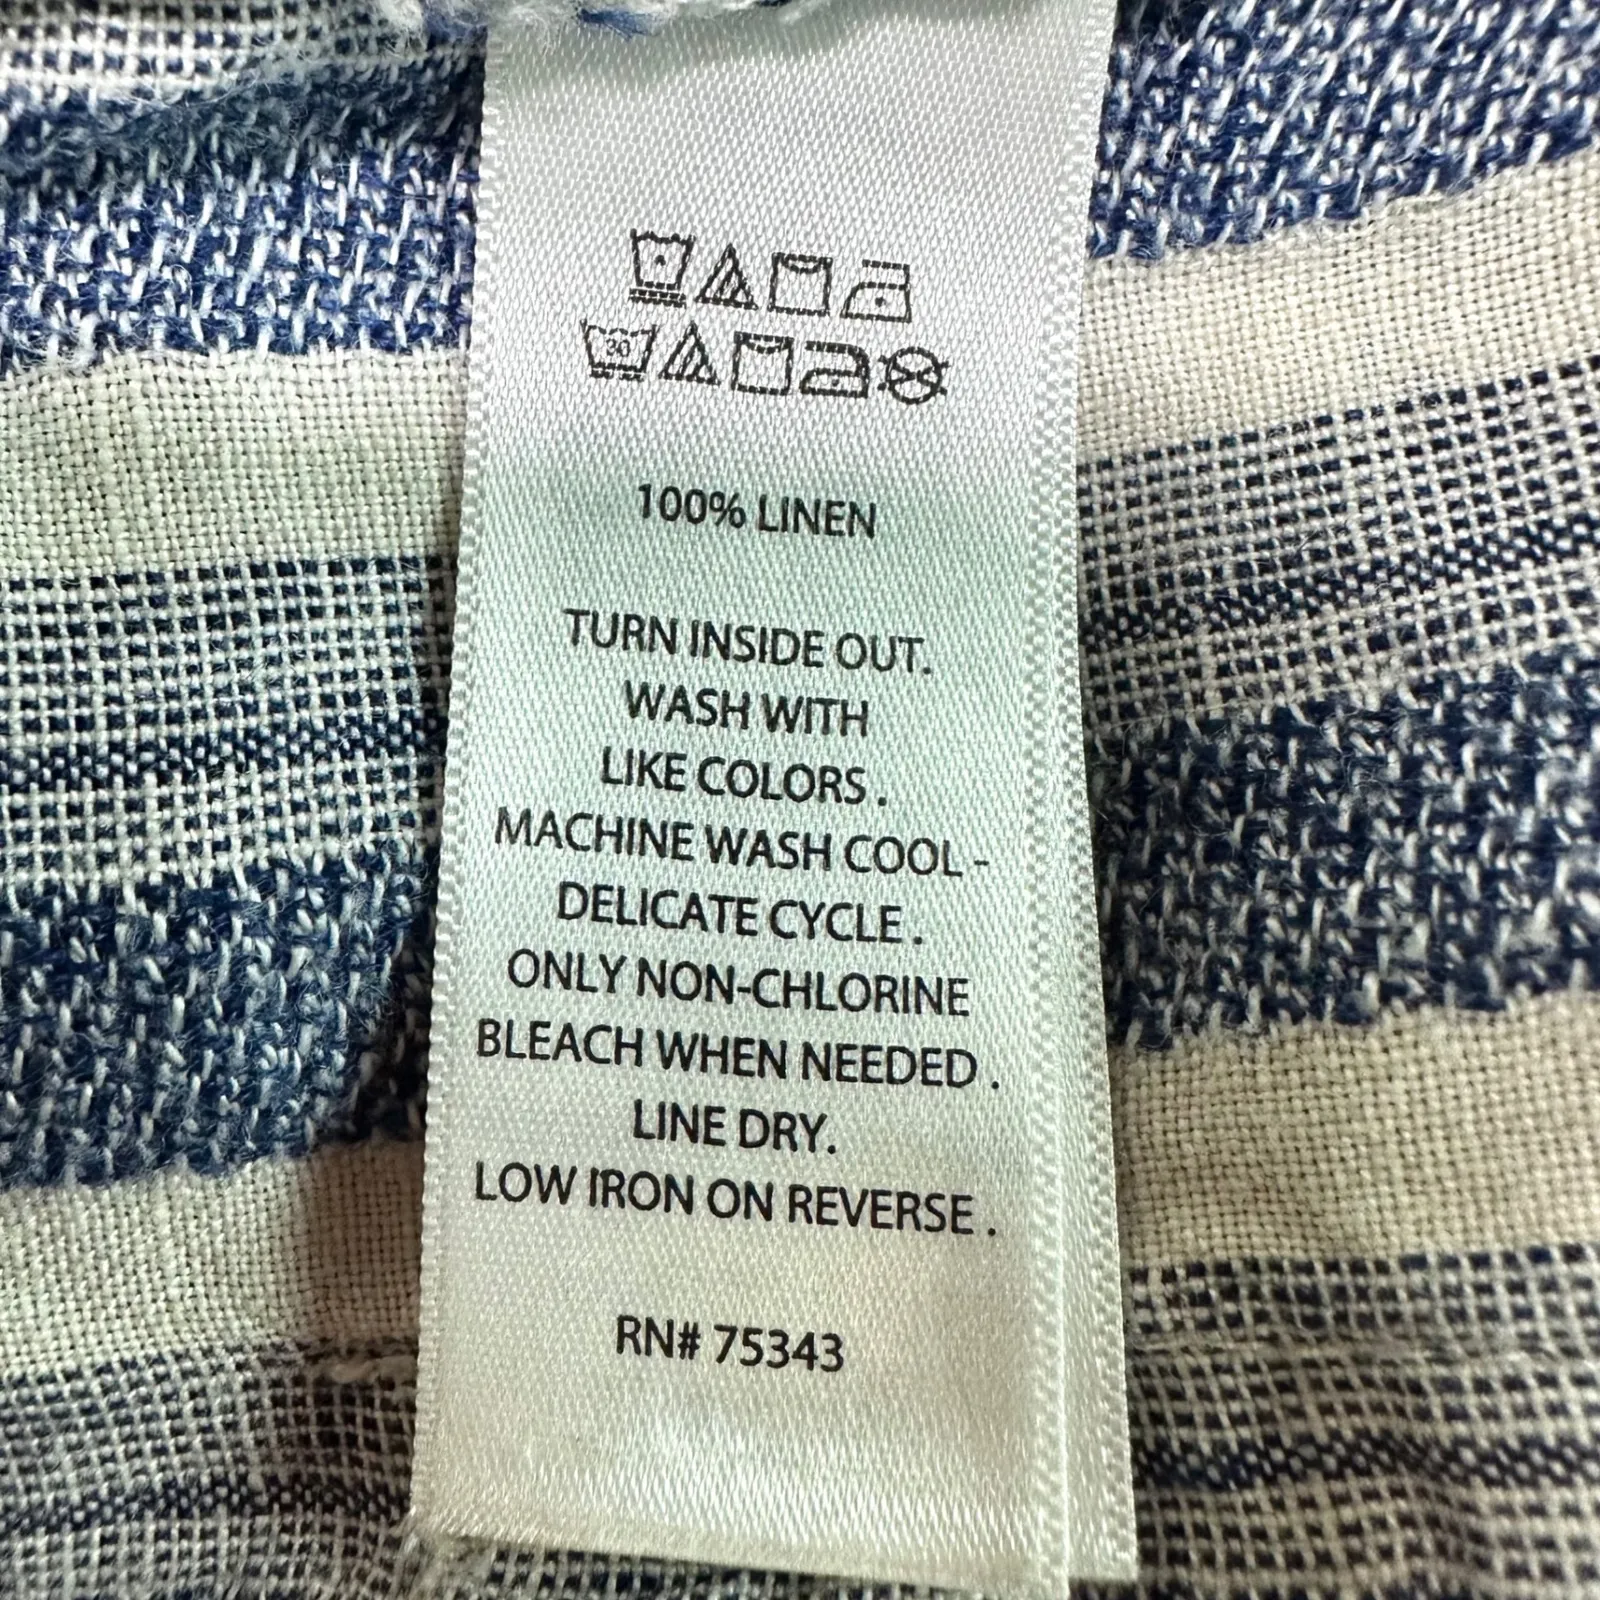 30
100% LINEN
TURN INSIDE OUT.
WASH WITH
LIKE COLORS .
MACHINE WASH COOL -
DELICATE CYCLE .
ONLY NON-CHLORINE
BLEACH WHEN NEEDED .
LINE DRY.
LOW IRON ON REVERSE .
RN# 75343